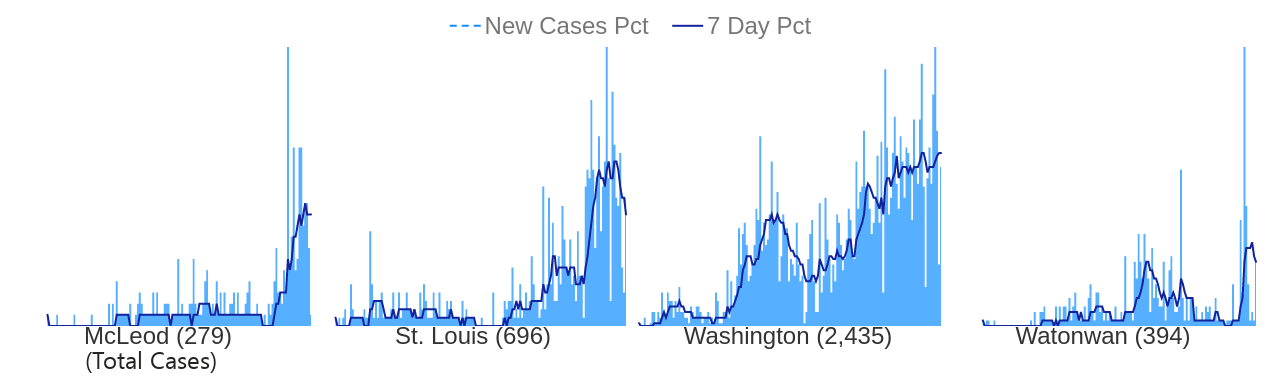 New Cases Pct 7 Day Pct
McLeod (279) St. Louis (696) Washington (2,435) Watonwan (394)
(Total Cases)